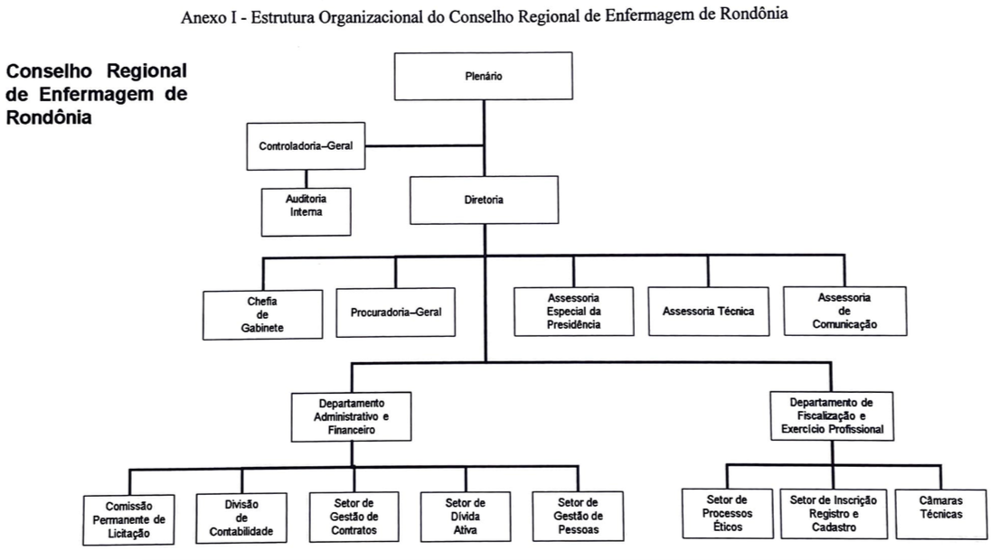 Anexo I - Estrutura Organizacional do Conselho Regional de Enfermagem de Rondônia
Conselho Regional
de Enfermagem de
Rondônia
Plenário
Controladoria–Geral
Auditoria
Interna
Diretoria
Chefia
de
Gabinete
Procuradoria–Geral
Assessoria
Especial da
Presidência
Assessoria Técnica
Assessoria
de
Comunicação
Departamento
Administrativo e
Financeiro
Departamento de
Fiscalização e
Exercício Profissional
Comissão
Permanente de
Licitação
Divisão
de
Contabilidade
Setor de
Gestão de
Contratos
Setor de
Dívida
Ativa
Setor de
Gestão de
Pessoas
Setor de
Processos
Éticos
Setor de Inscrição
Registro e
Cadastro
Câmaras
Técnicas